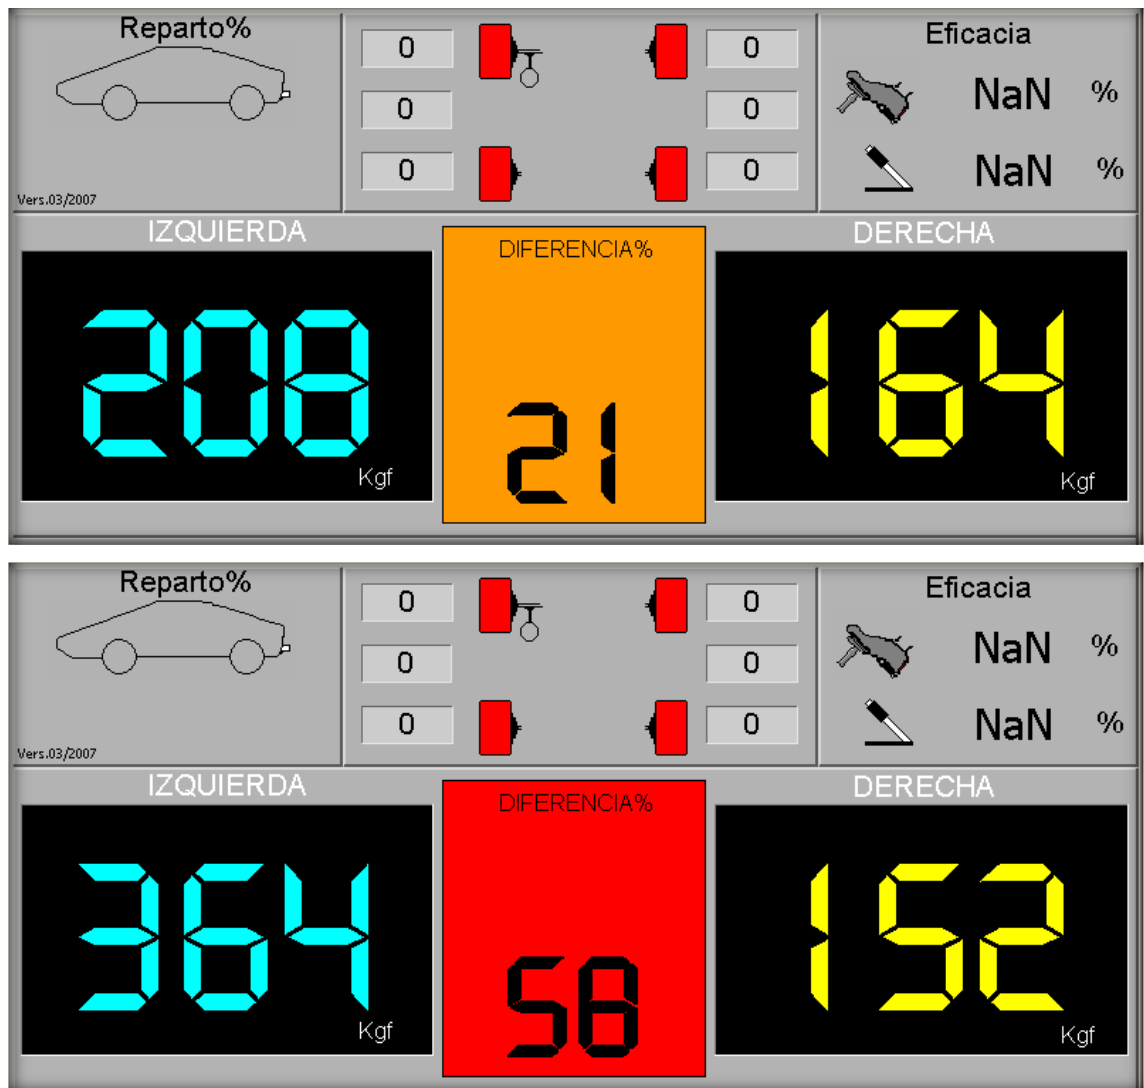 Reparto%
Vers.03/2007
0 0
0 0
0 0
Eficacia
NaN %
NaN %
IZQUIERDA
208
Kgf
DIFERENCIA%
21
DERECHA
164
Kgf
Reparto%
Vers.03/2007
0 0
0 0
0 0
Eficacia
NaN %
NaN %
IZQUIERDA
364
Kgf
DIFERENCIA%
58
DERECHA
152
Kgf